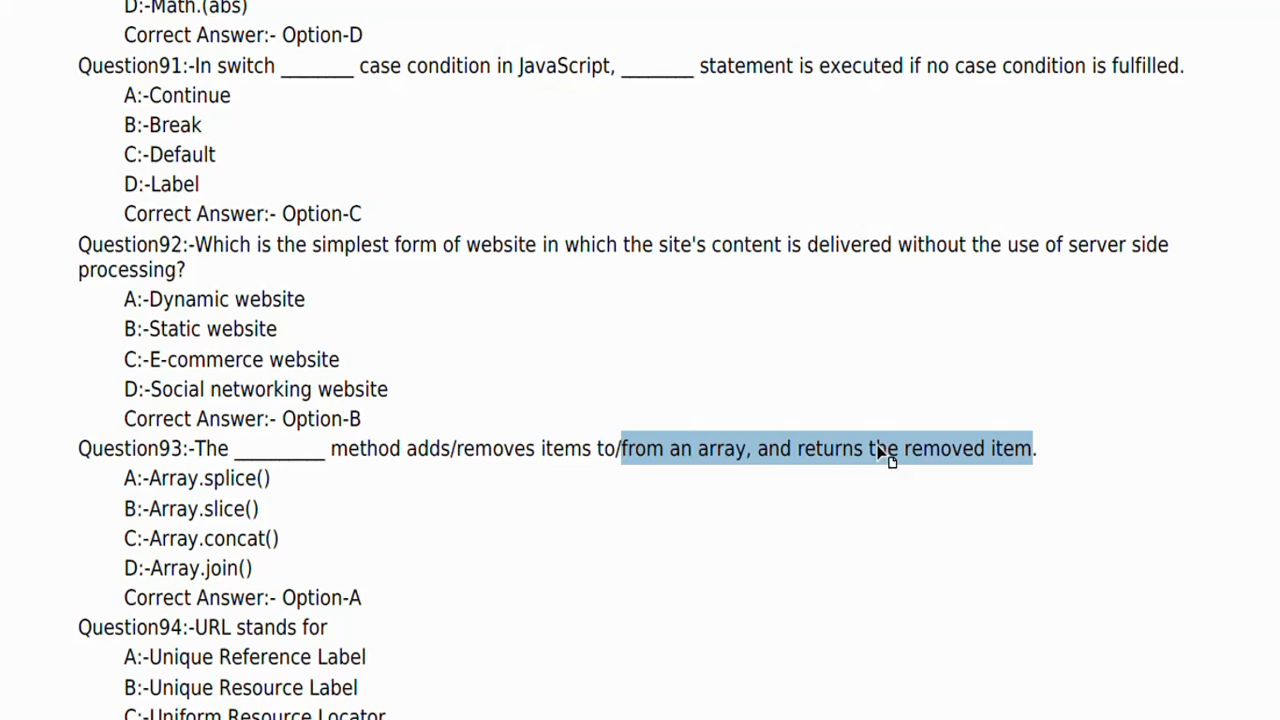 D:-Math.(abs)
Correct Answer:- Option-D
Question91:-In switch ________ case condition in JavaScript, ________ statement is executed if no case condition is fulfilled.
A:-Continue
B:-Break
C:-Default
D:-Label
Correct Answer:- Option-C
Question92:-Which is the simplest form of website in which the site's content is delivered without the use of server side
processing?
A:-Dynamic website
B:-Static website
C:-E-commerce website
D:-Social networking website
Correct Answer:- Option-B
Question93:-The __________ method adds/removes items to/from an array, and returns the removed item.
A:-Array.splice()
B:-Array.slice()
C:-Array.concat()
D:-Array.join()
Correct Answer:- Option-A
Question94:-URL stands for
A:-Unique Reference Label
B:-Unique Resource Label
C:-Uniform Resource Locator